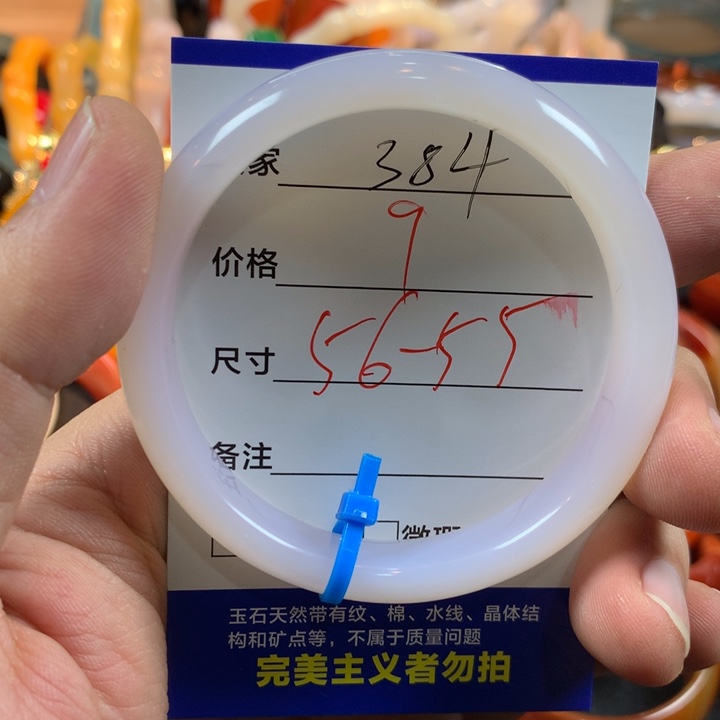 家 384
价格 9
尺寸 56-55
备注
微瑕
玉石天然带有纹、棉、水线、晶体结
构和矿点等，不属于质量问题
完美主义者勿拍